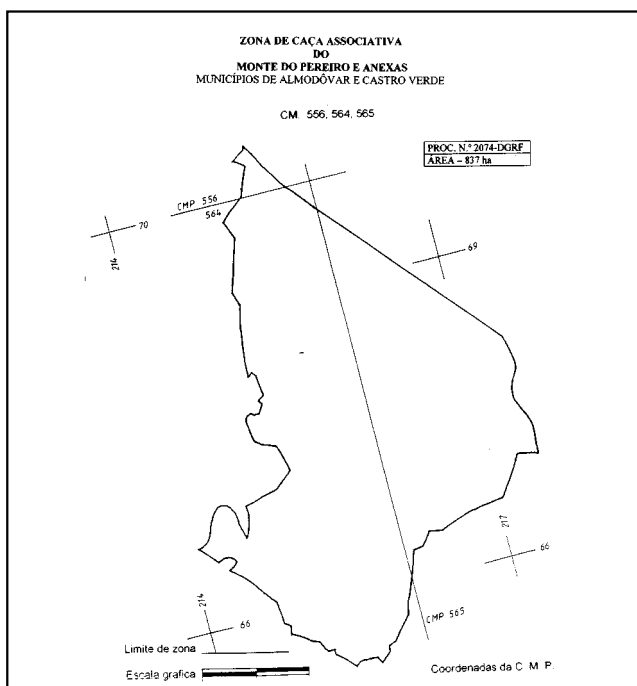 ZONA DE CAÇA ASSOCIATIVA
DO
MONTE DO PEREIRO E ANEXAS
MUNICÍPIOS DE ALMODÔVAR E CASTRO VERDE
CM. 556, 564, 565
PROC. N.º 2074-DGRF
ÁREA – 837 ha
CMP 556
564
70
214
69
217
66
214
66
CMP 565
Limite de zona
Escala grafica
Coordenadas da C. M. P.